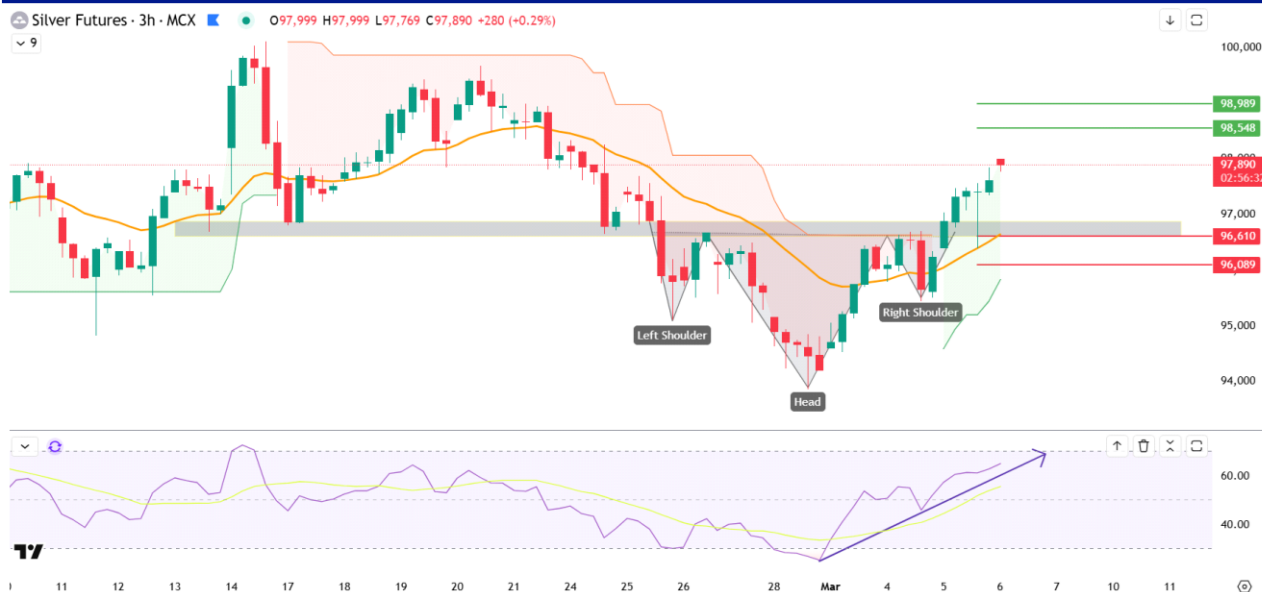 Silver Futures · 3h · MCX O97,999 H97,999 L97,769 C97,890 +280 (+0.29%)
9
100,000
98,989
98,548
98,000
97,890
02:56:32
97,000
96,610
96,089
95,000
94,000
Left Shoulder
Right Shoulder
Head
60.00
40.00
11 12 13 14 17 18 19 20 21 24 25 26 28 Mar 4 5 6 7 10 11